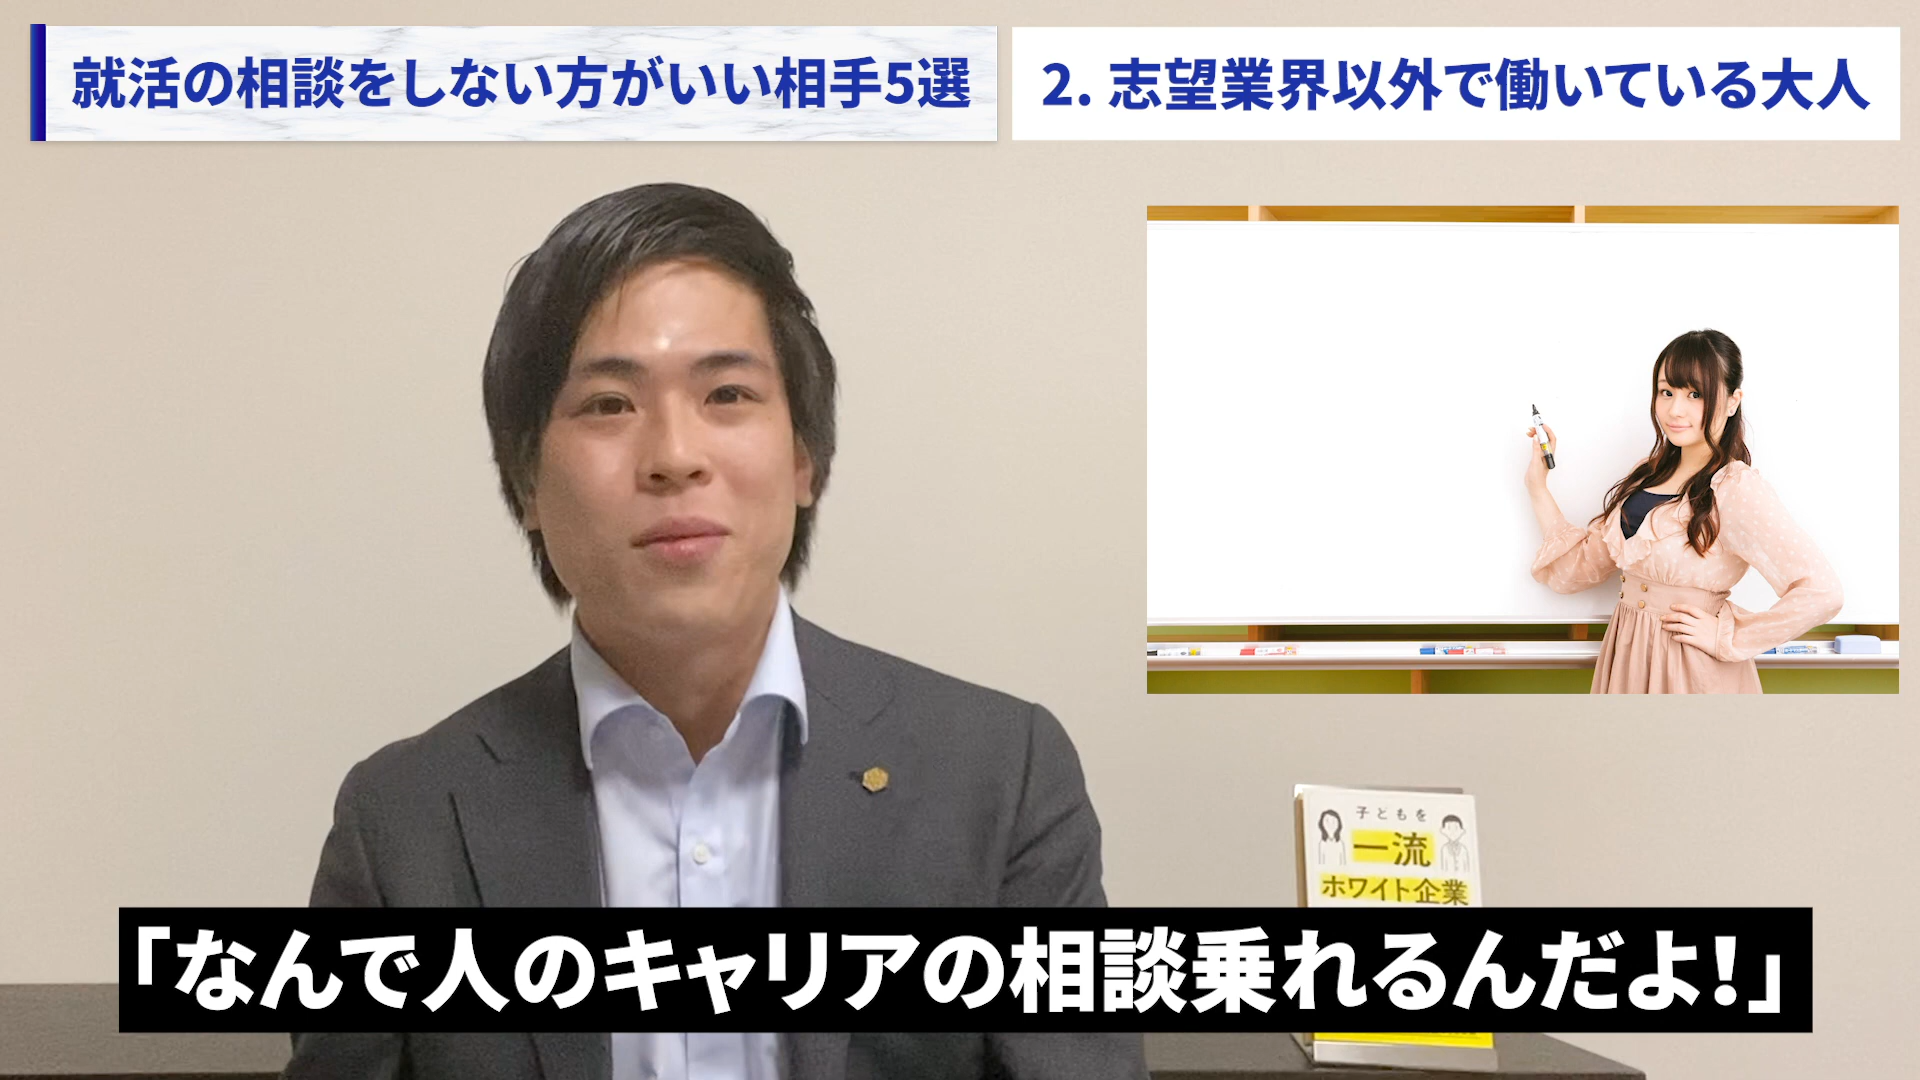 就活の相談をしない方がいい相手5選
2. 志望業界以外で働いている大人
子どもを
一流
ホワイト企業
「なんで人のキャリアの相談乗れるんだよ!」